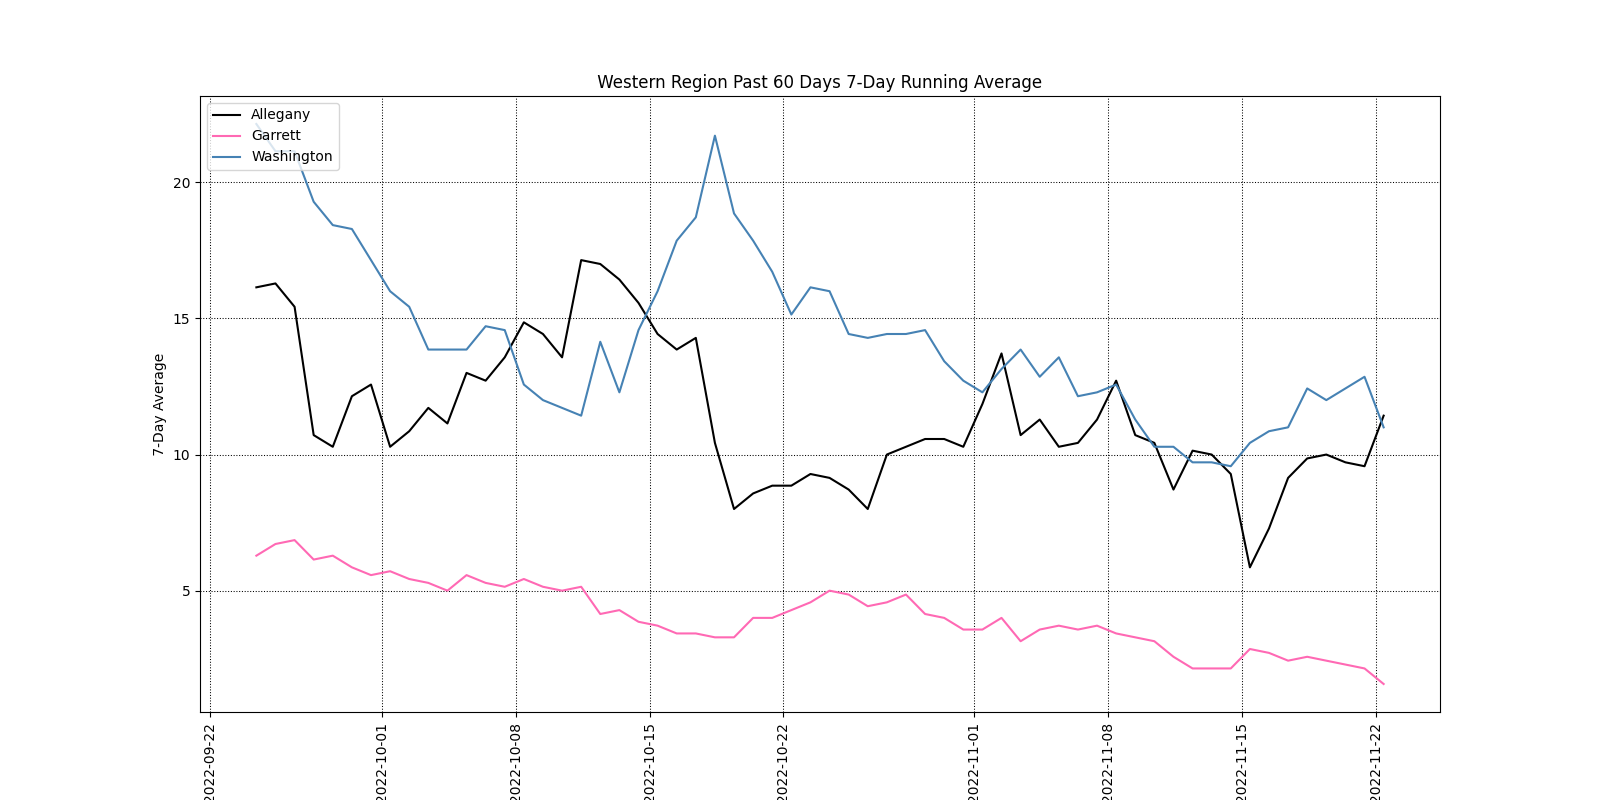 Western Region Past 60 Days 7-Day Running Average
Allegany
Garrett
Washington
7-Day Average
20
15
10
5
2022-09-22
2022-10-01
2022-10-08
2022-10-15
2022-10-22
2022-11-01
2022-11-08
2022-11-15
2022-11-22